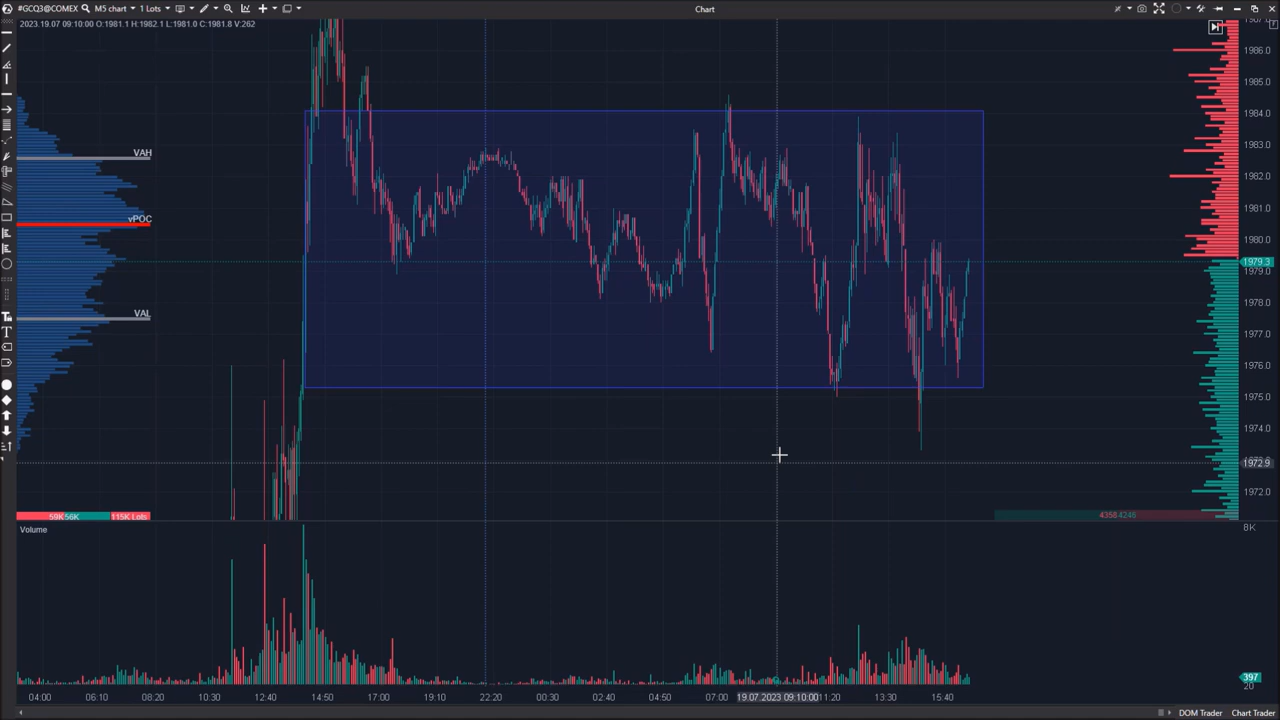 #GCQ3@COMEX M5 chart 1 Lots Chart
2023.19.07 09:10:00 O:1981.1 H:1982.1 L:1981.0 C:1981.8 V:262
1986.0
1985.0
1984.0
1983.0
VAH
1982.0
1981.0
vPOC
1980.0
1979.3
1979.0
1978.0
VAL
1977.0
1976.0
1975.0
1974.0
59K 56K 115K Lots 4358 4246
Volume 8K
397
20
04:00 06:10 08:20 10:30 12:40 14:50 17:00 19:10 22:20 00:30 02:40 04:50 07:00 19.07.2023 09:10:00 11:20 13:30 15:40
DOM Trader Chart Trader